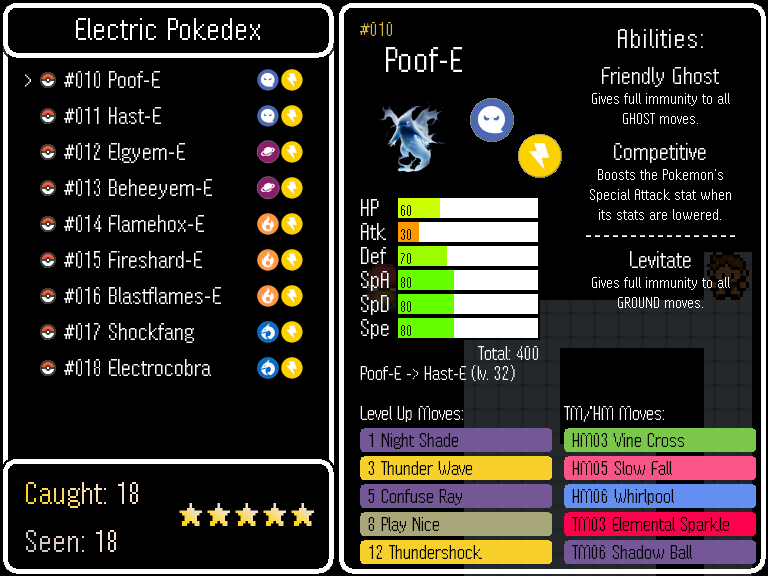 Electric Pokedex
> #010 Poof-E
#011 Hast-E
#012 Elgyem-E
#013 Beheeyem-E
#014 Flamehox-E
#015 Fireshard-E
#016 Blastflames-E
#017 Shockfang
#018 Electrocobra
Caught: 18
Seen: 18
#010
Poof-E
HP 60
Atk 30
Def 70
SpA 80
SpD 80
Spe 80
Total: 400
Poof-E -> Hast-E (lv. 32)
Abilities:
Friendly Ghost
Gives full immunity to all
GHOST moves.
Competitive
Boosts the Pokemon's
Special Attack stat when
its stats are lowered.
Levitate
Gives full immunity to all
GROUND moves.
Level Up Moves:
1 Night Shade
3 Thunder Wave
5 Confuse Ray
8 Play Nice
12 Thundershock
TM/HM Moves:
HM03 Vine Cross
HM05 Slow Fall
HM06 Whirlpool
TM03 Elemental Sparkle
TM06 Shadow Ball